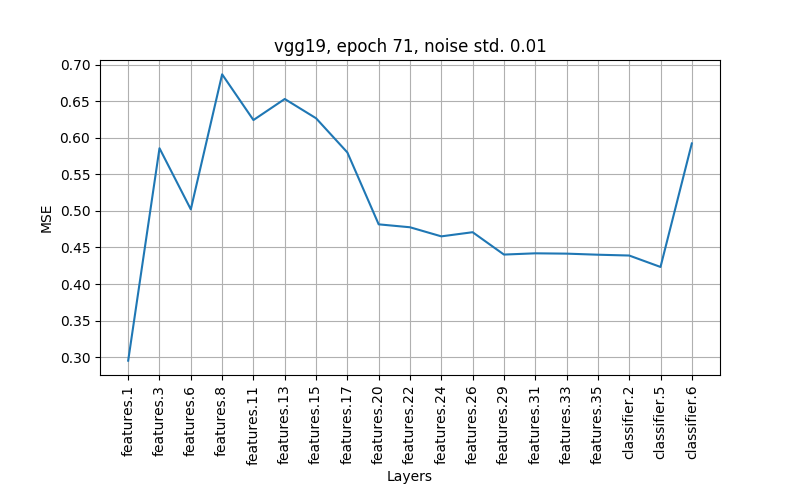 vgg19, epoch 71, noise std. 0.01
0.70
0.65
0.60
0.55
0.50
0.45
0.40
0.35
0.30
MSE
features.1
features.3
features.6
features.8
features.11
features.13
features.15
features.17
features.20
features.22
features.24
features.26
features.29
features.31
features.33
features.35
classifier.2
classifier.5
classifier.6
Layers